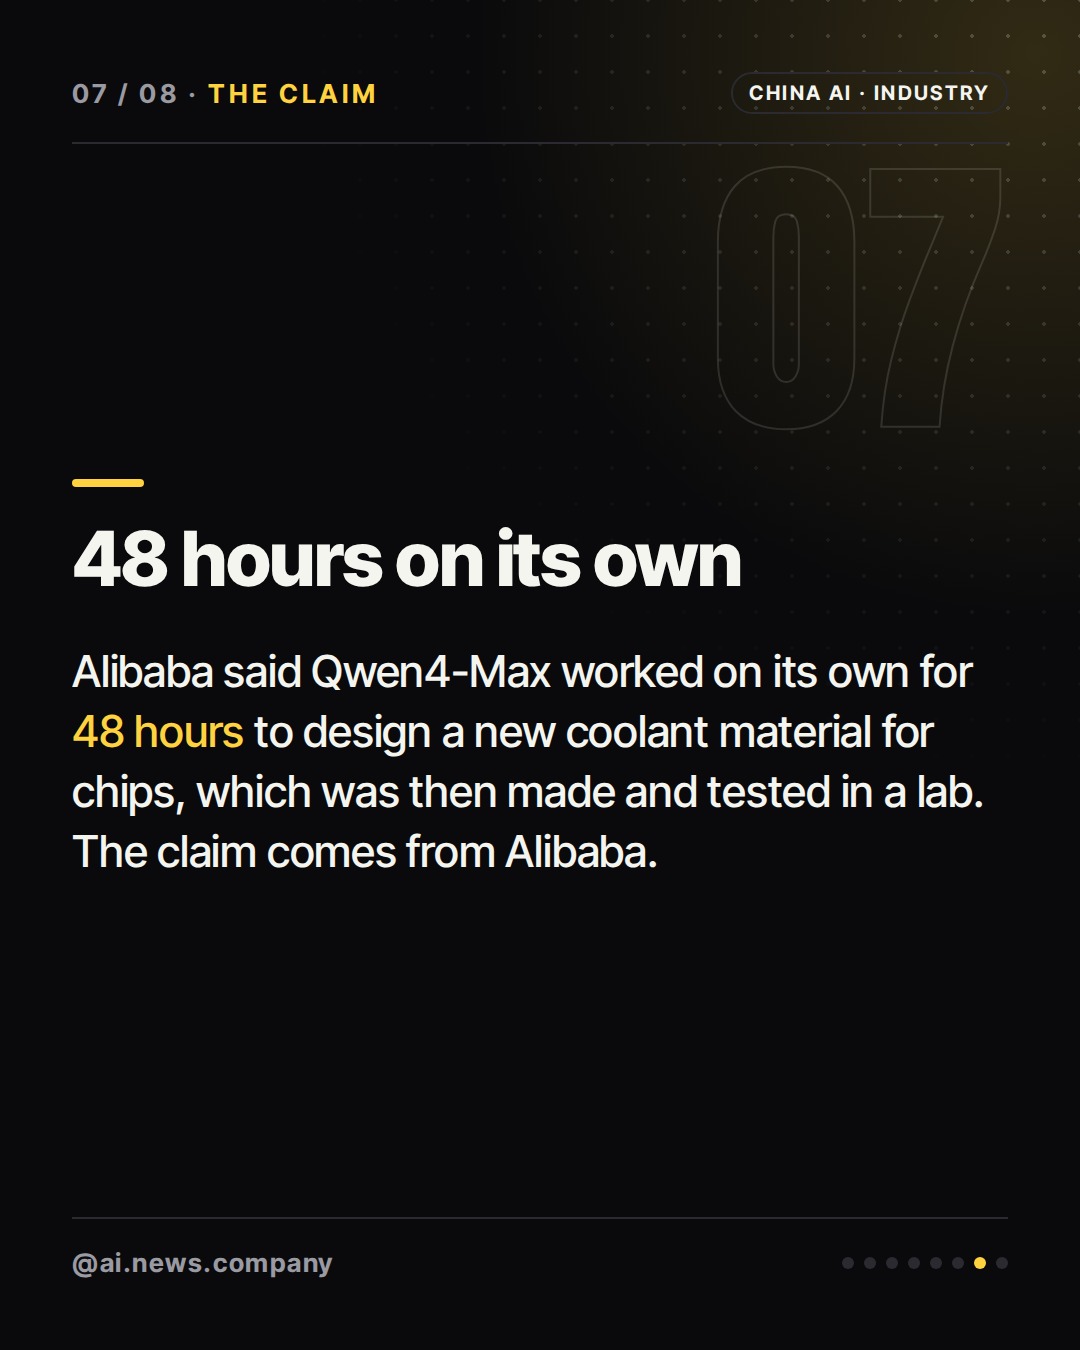 07 / 08 · THE CLAIM
CHINA AI · INDUSTRY
07
48 hours on its own
Alibaba said Qwen4-Max worked on its own for
48 hours to design a new coolant material for
chips, which was then made and tested in a lab.
The claim comes from Alibaba.
@ai.news.company